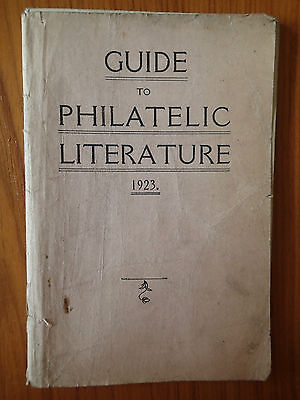 GUIDE
TO
PHILATELIC
LITERATURE
1923.